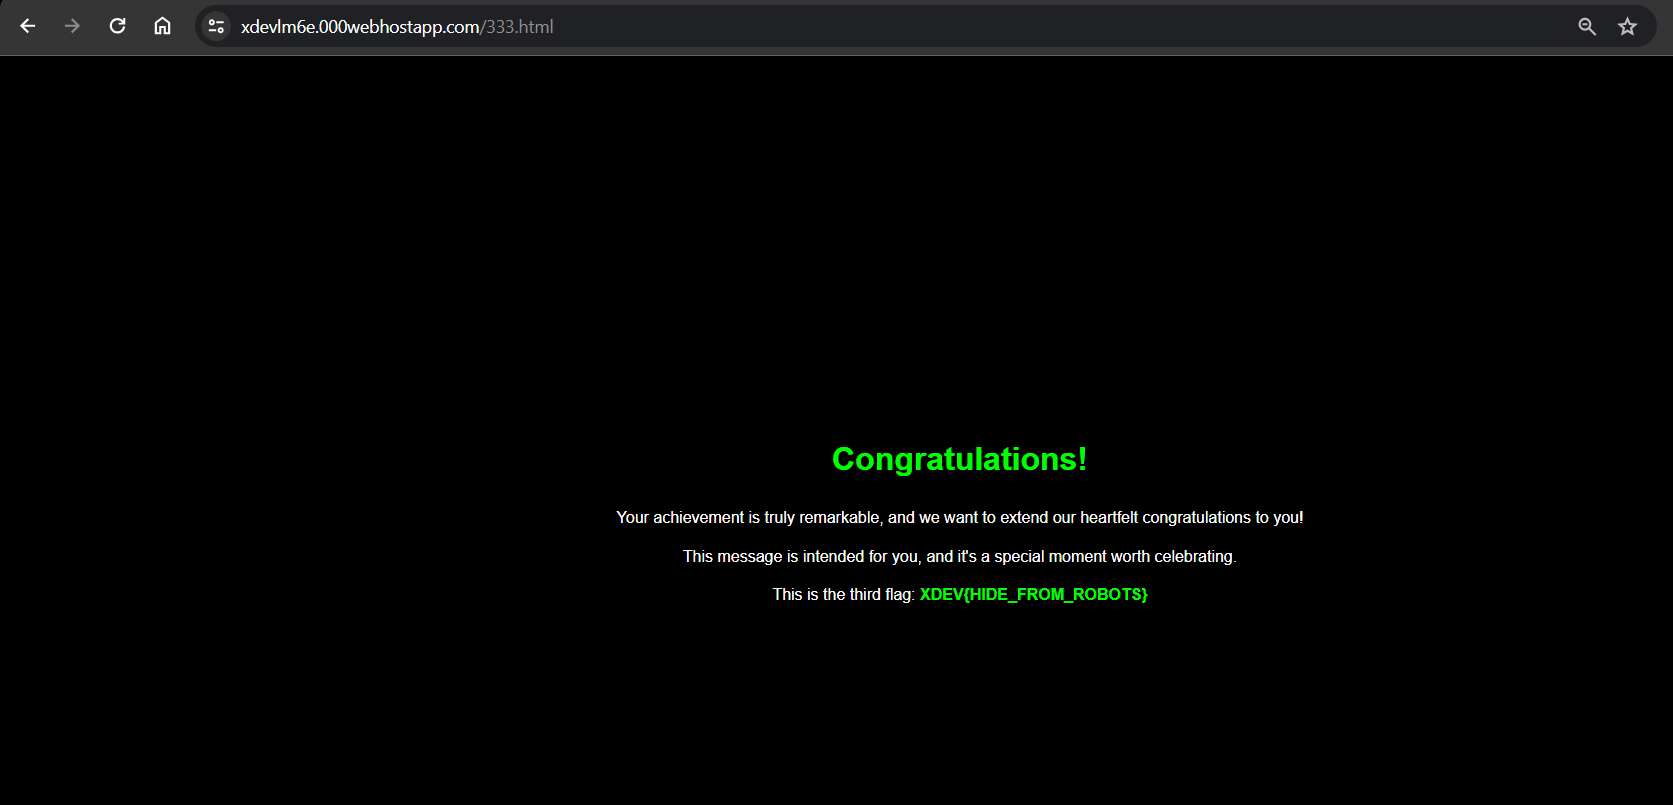 xdevlm6e.000webhostapp.com/333.html
Congratulations!
Your achievement is truly remarkable, and we want to extend our heartfelt congratulations to you!
This message is intended for you, and it's a special moment worth celebrating.
This is the third flag: XDEV{HIDE_FROM_ROBOTS}